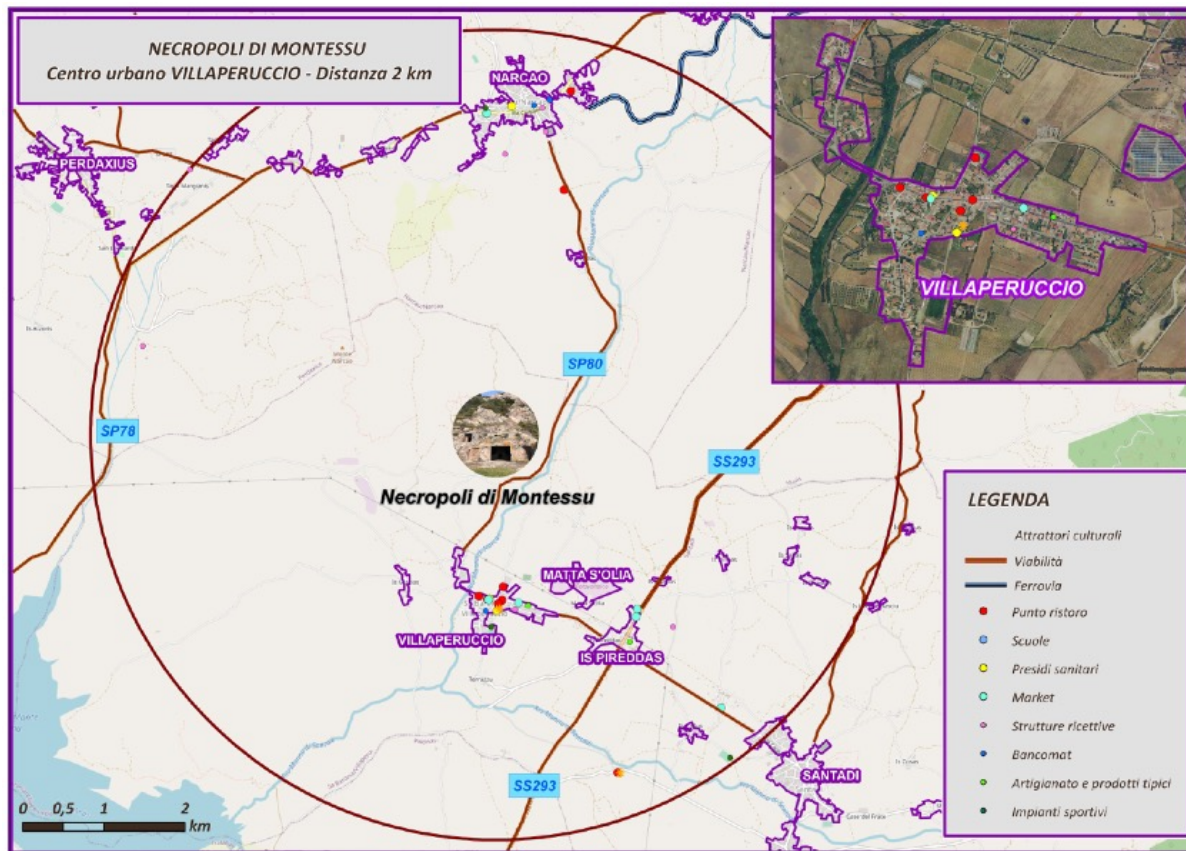 NECROPOLI DI MONTESSU
Centro urbano VILLAPERUCCIO - Distanza 2 km
NARCAO
PERDAXIUS
VILLAPERUCCIO
SP80
SP78
SS293
Necropoli di Montessu
MATTA S'OLIA
VILLAPERUCCIO
IS PIREDDAS
Terrazzu
SANTADI
SS293
LEGENDA
Attrattori culturali
Viabilità
Ferrovia
Punto ristoro
Scuole
Presidi sanitari
Market
Strutture ricettive
Bancomat
Artigianato e prodotti tipici
Impianti sportivi
0 0,5 1 2
km